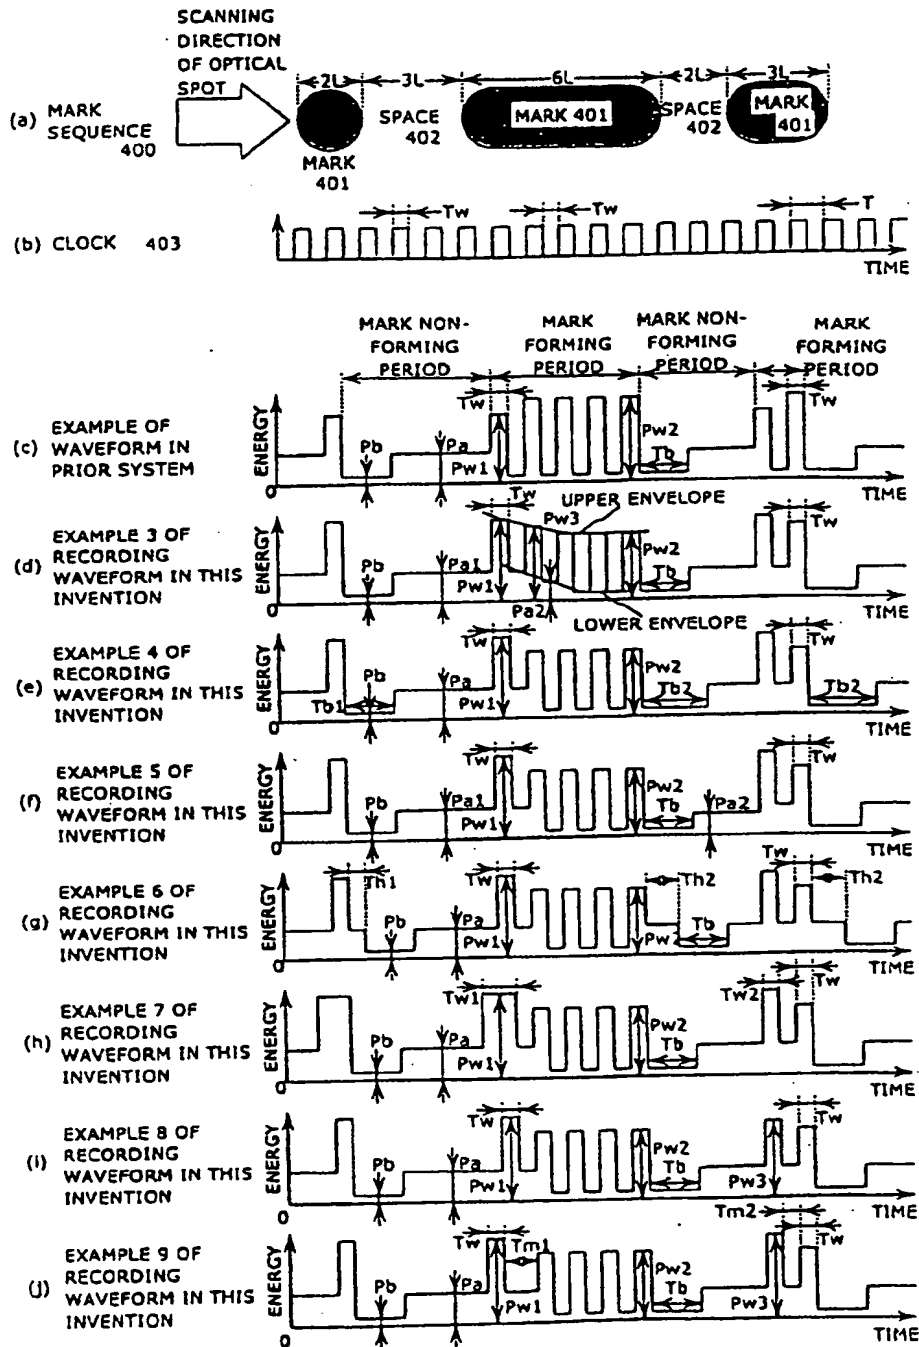 SCANNING
DIRECTION
OF OPTICAL
SPOT
2L 3L 6L 2L 3L
(a) MARK
SEQUENCE
400
SPACE
402
MARK 401
SPACE
402
MARK
401
MARK
401
Tw Tw T
(b) CLOCK 403
TIME
MARK NON-
FORMING
PERIOD
MARK
FORMING
PERIOD
MARK NON-
FORMING
PERIOD
MARK
FORMING
PERIOD
(c) EXAMPLE OF
WAVEFORM IN
PRIOR SYSTEM
ENERGY
0
Pb Pa Tw Pw1 Pw2 Tb Tw
TIME
(d) EXAMPLE 3 OF
RECORDING
WAVEFORM IN THIS
INVENTION
ENERGY
0
Pb Pa1 Tw Pw1 Pw3 Pa2 Pw2 Tb Tw
UPPER ENVELOPE
LOWER ENVELOPE
TIME
(e) EXAMPLE 4 OF
RECORDING
WAVEFORM IN THIS
INVENTION
ENERGY
0
Tb1 Pb Pa Tw Pw1 Pw2 Tb2 Tw Tb2
TIME
(f) EXAMPLE 5 OF
RECORDING
WAVEFORM IN THIS
INVENTION
ENERGY
0
Pb Pa1 Tw Pw1 Pw2 Tb Pa2 Tw
TIME
(g) EXAMPLE 6 OF
RECORDING
WAVEFORM IN THIS
INVENTION
ENERGY
0
Th1 Pb Pa Tw Pw1 Pw2 Th2 Tb Tw Th2
TIME
(h) EXAMPLE 7 OF
RECORDING
WAVEFORM IN THIS
INVENTION
ENERGY
0
Pb Pa Tw1 Pw1 Pw2 Tb Tw2 Tw
TIME
(i) EXAMPLE 8 OF
RECORDING
WAVEFORM IN THIS
INVENTION
ENERGY
0
Pb Pa Tw Pw1 Pw2 Tb Pw3 Tw
TIME
(j) EXAMPLE 9 OF
RECORDING
WAVEFORM IN THIS
INVENTION
ENERGY
0
Pb Pa Tw Tm1 Pw1 Pw2 Tb Pw3 Tm2 Tw
TIME